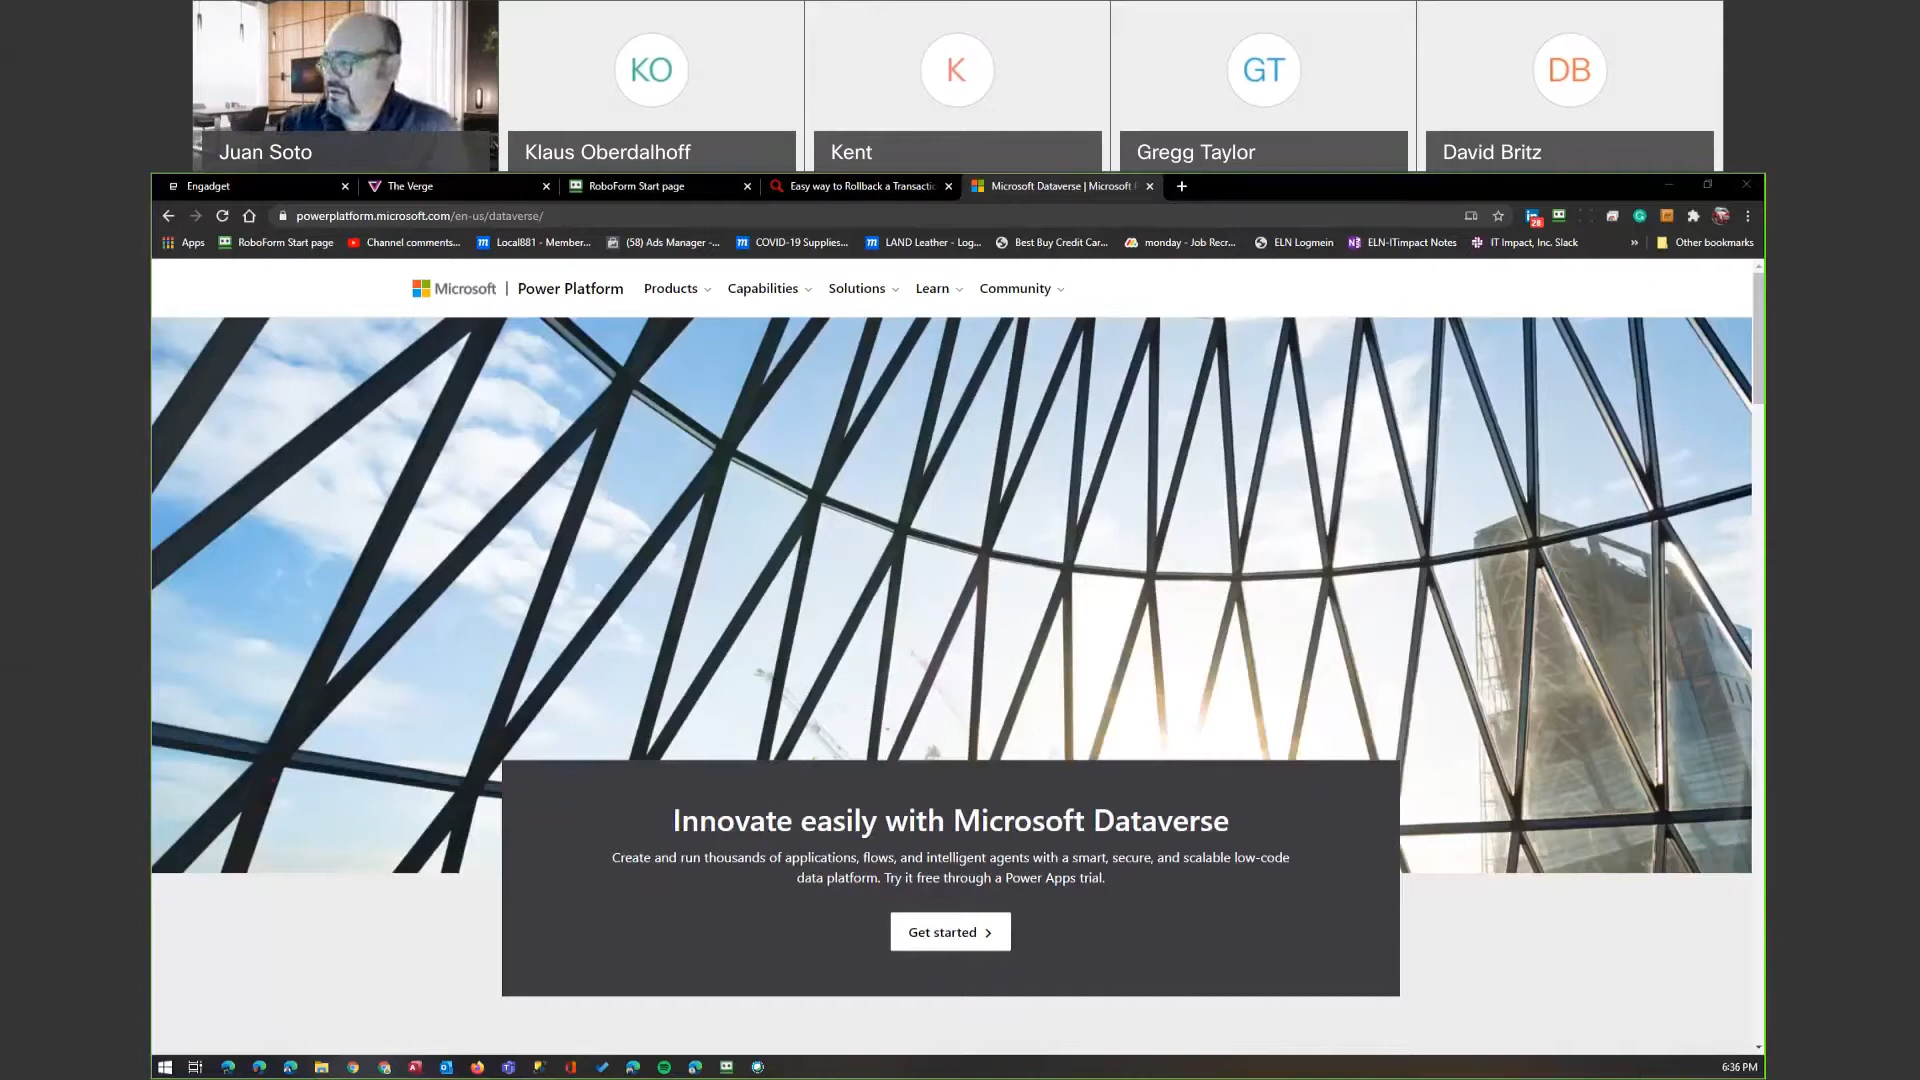 KO
K
GT
DB
Juan Soto
Klaus Oberdalhoff
Kent
Gregg Taylor
David Britz
Engadget
The Verge
RoboForm Start page
Easy way to Rollback a Transactic
Microsoft Dataverse | Microsoft
powerplatform.microsoft.com/en-us/dataverse/
28
Apps
RoboForm Start page
Channel comments...
Local881 - Member...
(58) Ads Manager -...
COVID-19 Supplies...
LAND Leather - Log...
Best Buy Credit Car...
monday - Job Recr...
ELN Logmein
ELN-ITimpact Notes
IT Impact, Inc. Slack
»
Other bookmarks
Microsoft | Power Platform
Products
Capabilities
Solutions
Learn
Community
Innovate easily with Microsoft Dataverse
Create and run thousands of applications, flows, and intelligent agents with a smart, secure, and scalable low-code
data platform. Try it free through a Power Apps trial.
Get started
6:36 PM